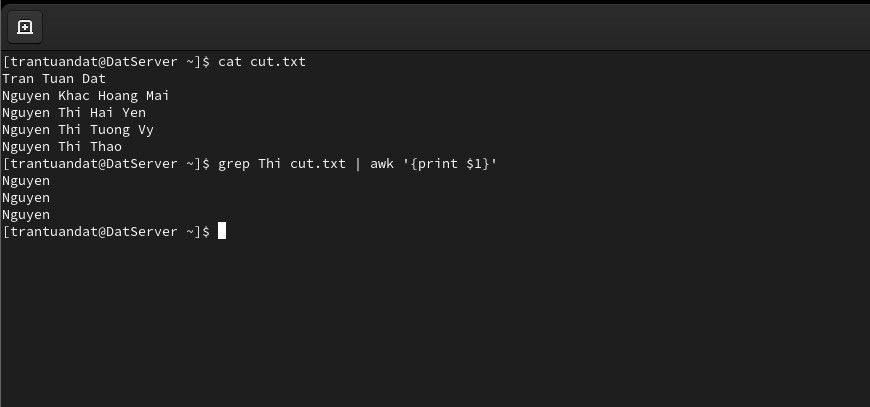 [trantuandat@DatServer ~]$ cat cut.txt
Tran Tuan Dat
Nguyen Khac Hoang Mai
Nguyen Thi Hai Yen
Nguyen Thi Tuong Vy
Nguyen Thi Thao
[trantuandat@DatServer ~]$ grep Thi cut.txt | awk '{print $1}'
Nguyen
Nguyen
Nguyen
[trantuandat@DatServer ~]$